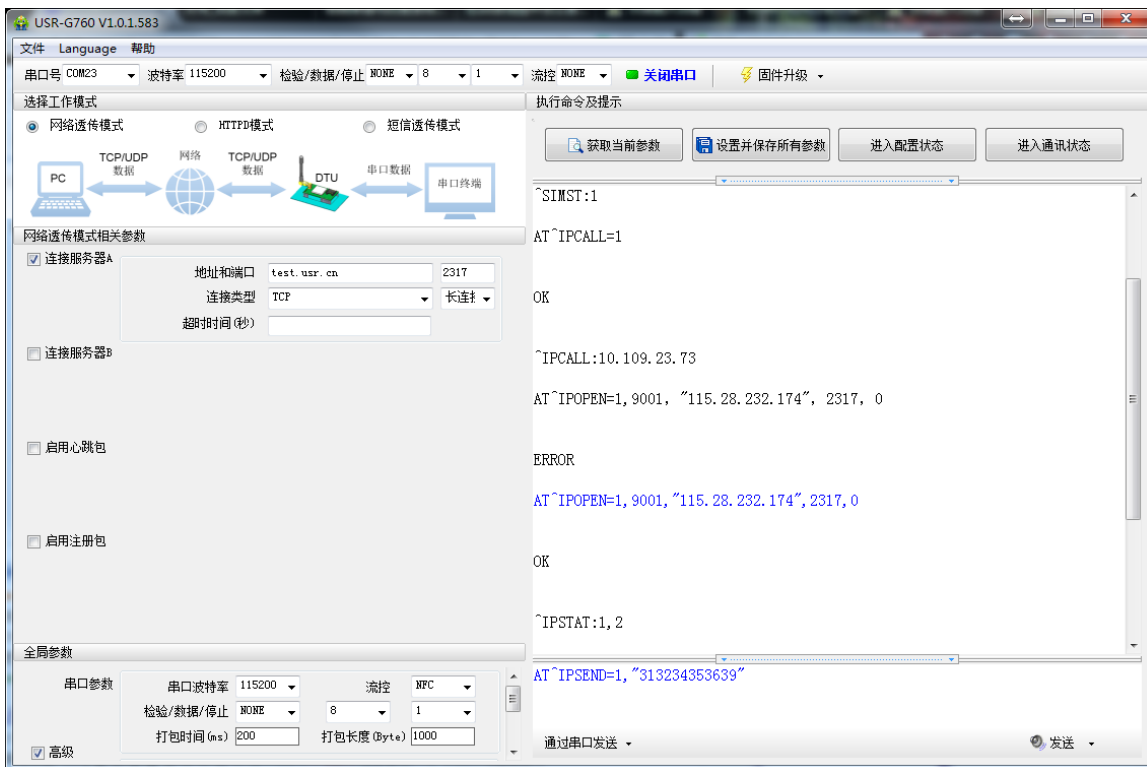 USR-G760 V1.0.1.583
文件 Language 帮助
串口号 COM23 波特率 115200 检验/数据/停止 NONE 8 1 流控 NONE 关闭串口 固件升级
选择工作模式
网络透传模式 HTTPD模式 短信透传模式
PC TCP/UDP 数据 网络 TCP/UDP 数据 DTU 串口数据 串口终端
网络透传模式相关参数
连接服务器A
地址和端口 test.usr.cn 2317
连接类型 TCP 长连接
超时时间(秒)
连接服务器B
启用心跳包
启用注册包
全局参数
串口参数 串口波特率 115200 流控 NFC
检验/数据/停止 NONE 8 1
打包时间(ms) 200 打包长度(Byte) 1000
高级
执行命令及提示
获取当前参数 设置并保存所有参数 进入配置状态 进入通讯状态
^SIMST:1
AT^IPCALL=1
OK
^IPCALL:10.109.23.73
AT^IPOPEN=1,9001, "115.28.232.174", 2317, 0
ERROR
AT^IPOPEN=1,9001,"115.28.232.174",2317,0
OK
^IPSTAT:1,2
AT^IPSEND=1,"313234353639"
通过串口发送 发送